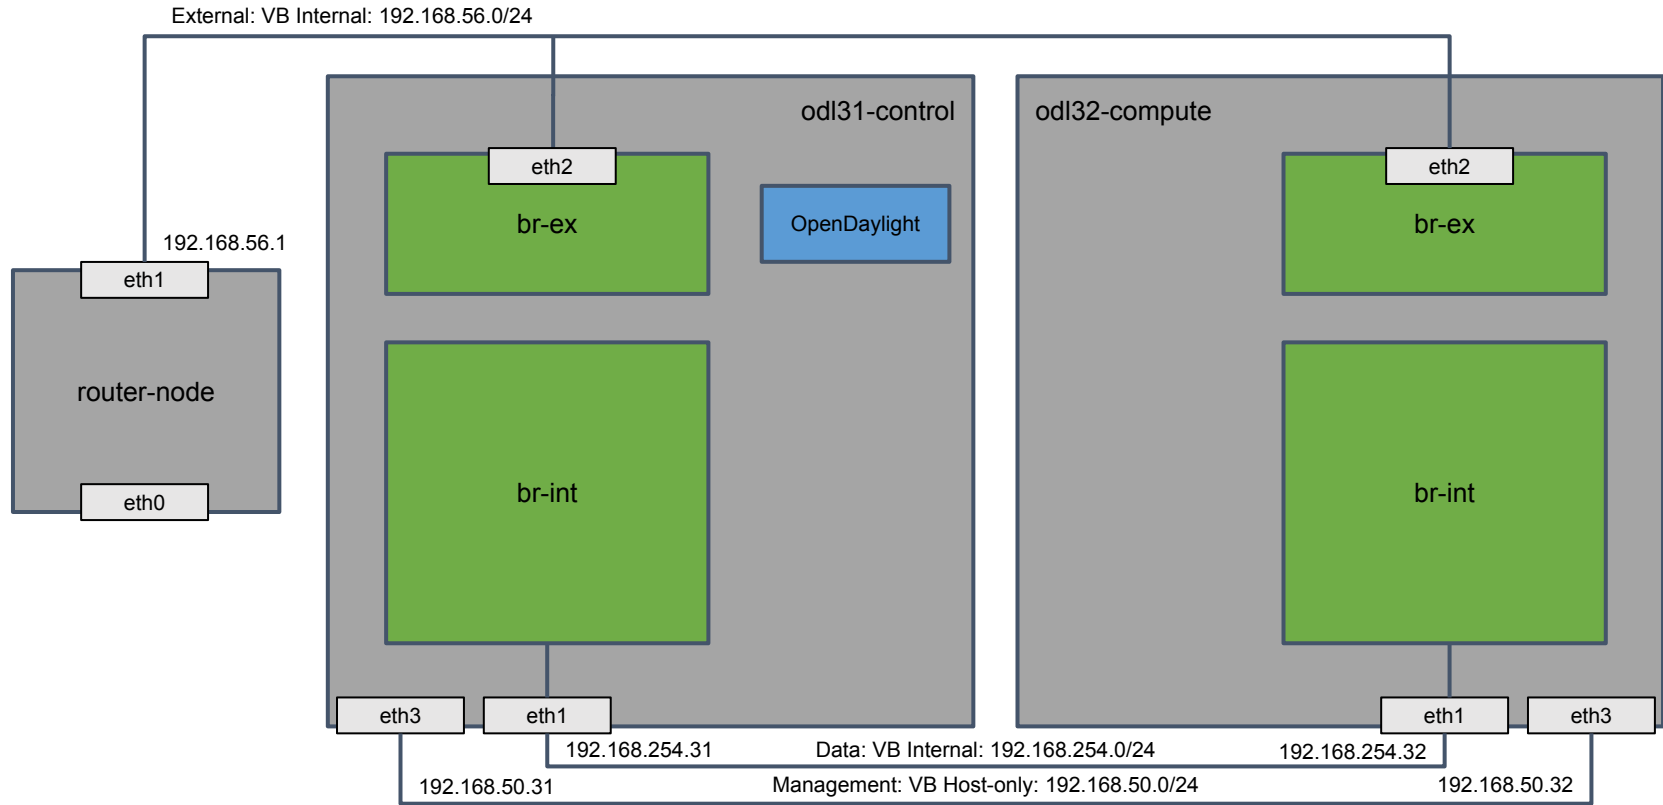 External: VB Internal: 192.168.56.0/24
odl31-control
odl32-compute
eth2
eth2
br-ex
OpenDaylight
br-ex
192.168.56.1
eth1
router-node
eth0
br-int
br-int
eth3
eth1
eth1
eth3
192.168.254.31
Data: VB Internal: 192.168.254.0/24
192.168.254.32
192.168.50.31
Management: VB Host-only: 192.168.50.0/24
192.168.50.32